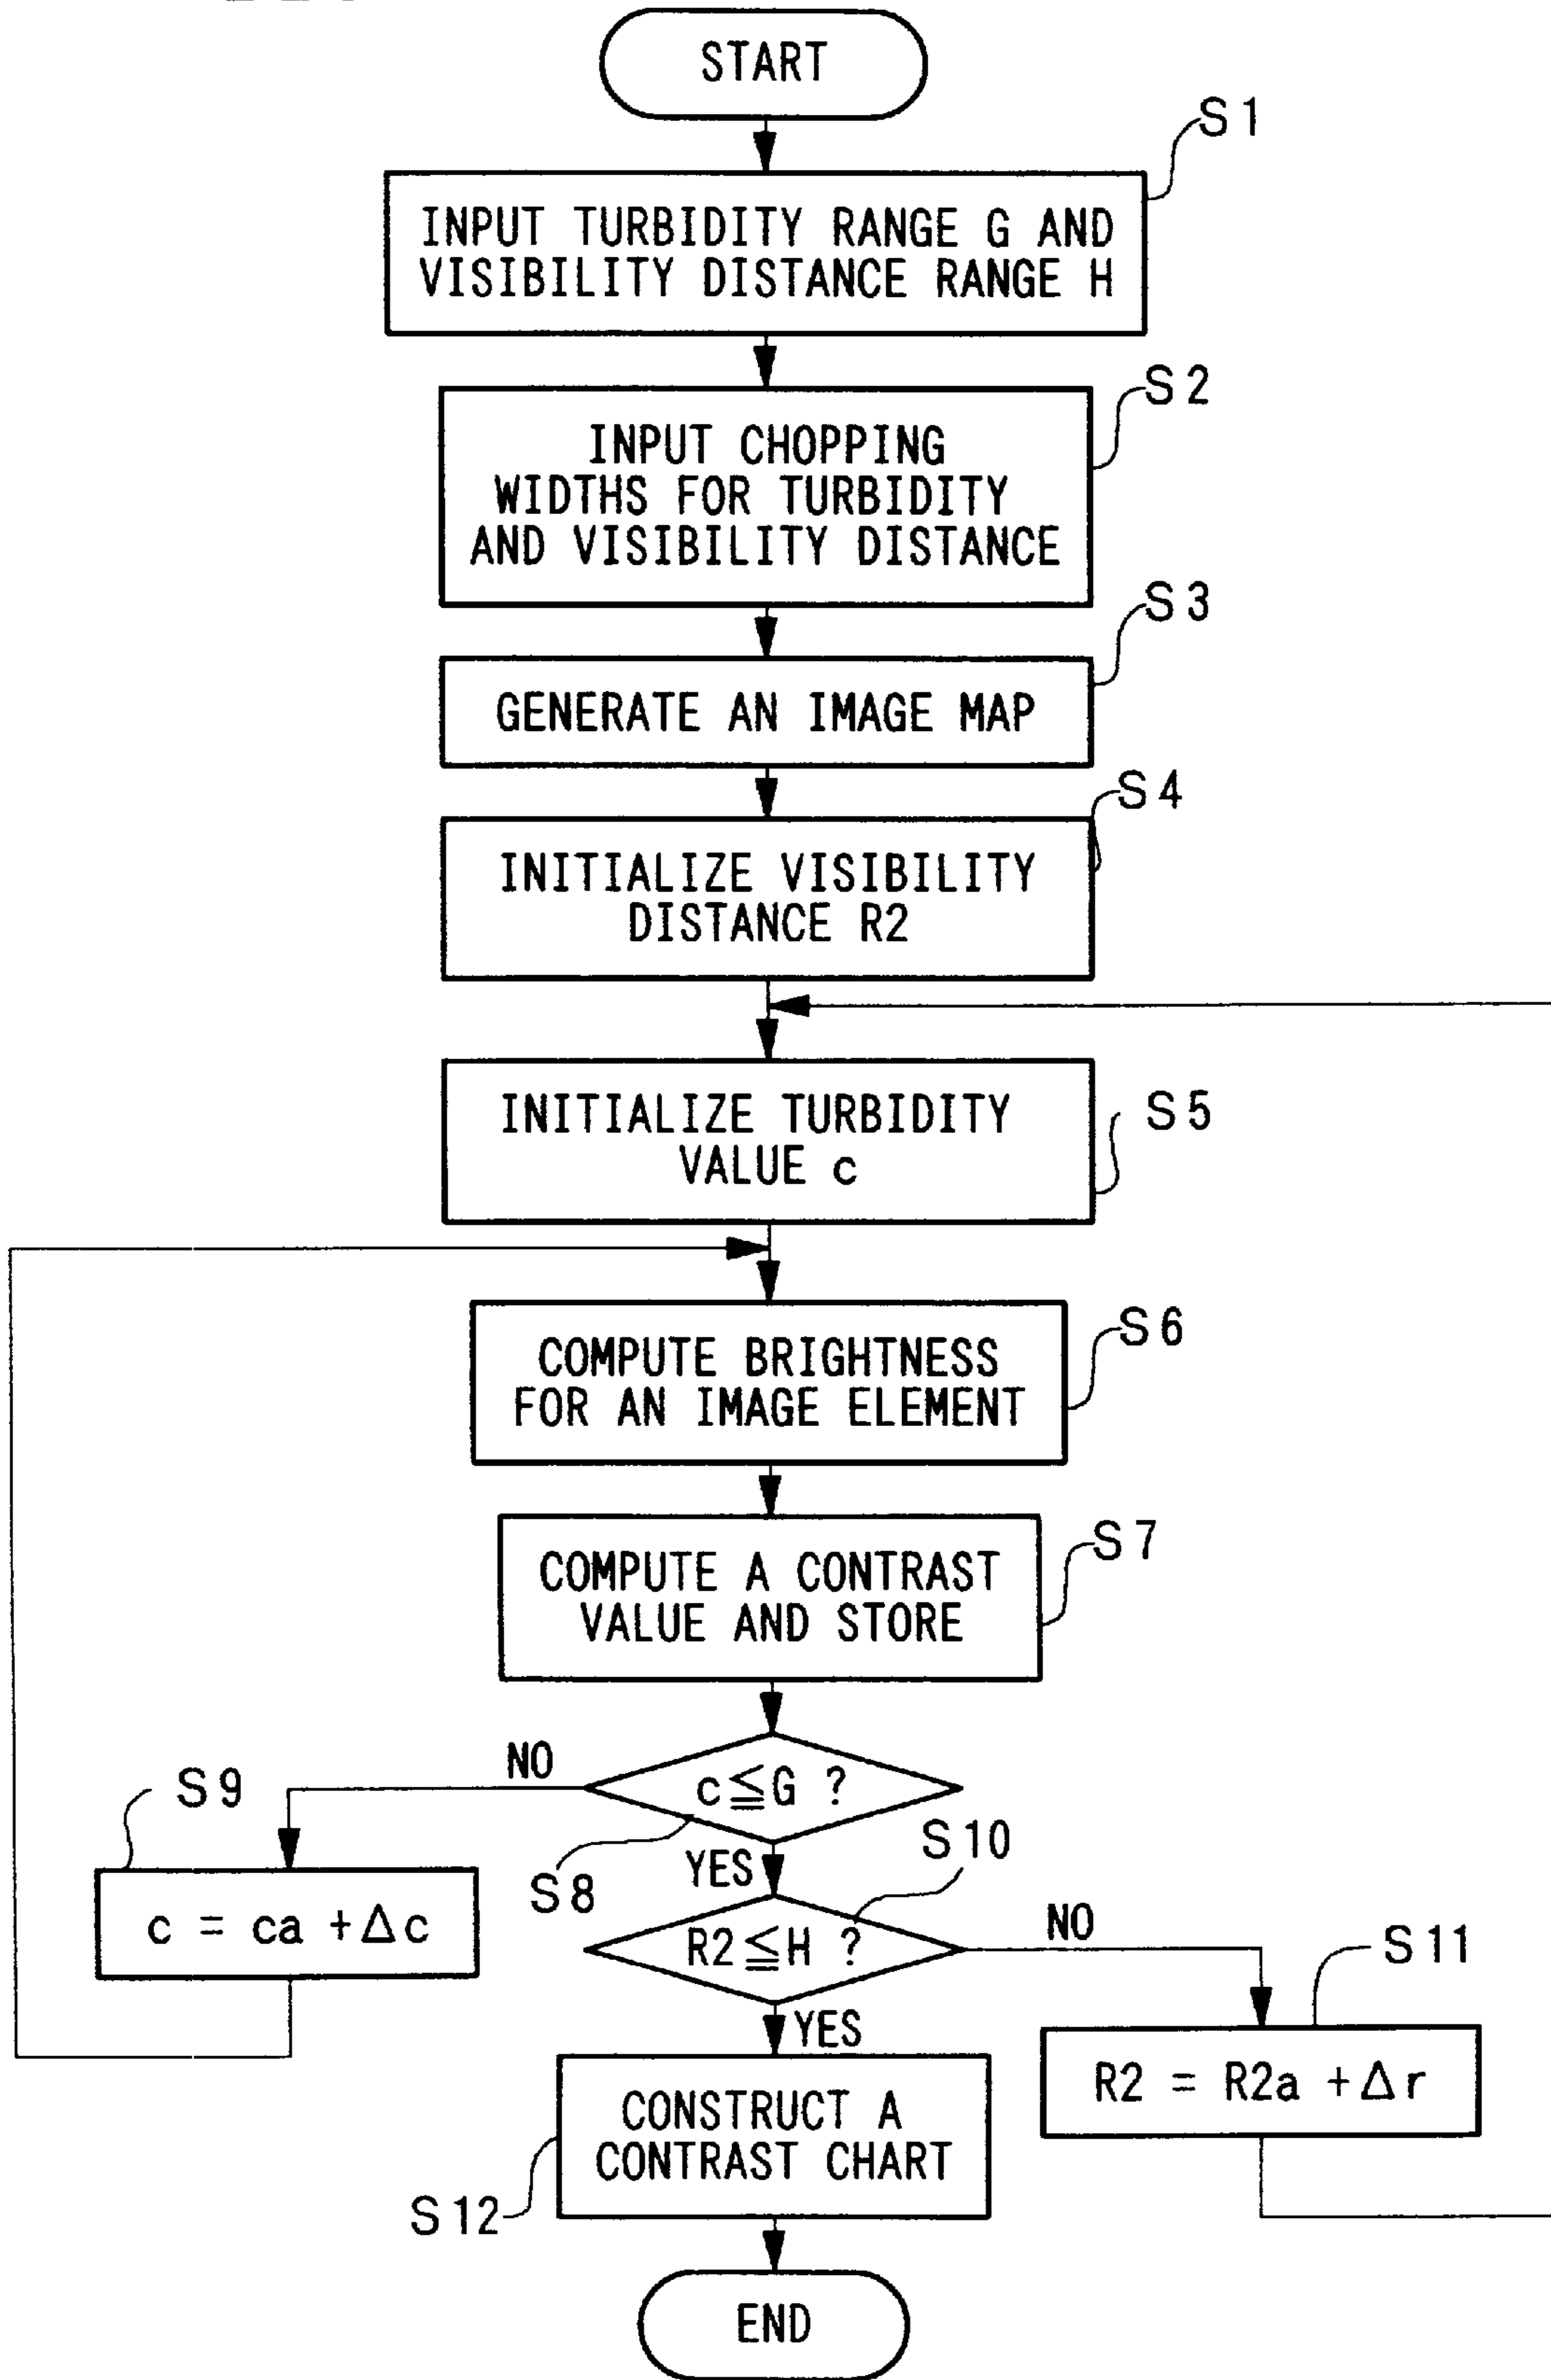 START
S1
INPUT TURBIDITY RANGE G AND
VISIBILITY DISTANCE RANGE H
S2
INPUT CHOPPING
WIDTHS FOR TURBIDITY
AND VISIBILITY DISTANCE
S3
GENERATE AN IMAGE MAP
S4
INITIALIZE VISIBILITY
DISTANCE R2
S5
INITIALIZE TURBIDITY
VALUE c
S6
COMPUTE BRIGHTNESS
FOR AN IMAGE ELEMENT
S7
COMPUTE A CONTRAST
VALUE AND STORE
NO
c≦G ?
S9
S8
YES
S10
c = ca +Δc
R2≦H ?
NO
S11
YES
R2 = R2a +Δr
CONSTRUCT A
CONTRAST CHART
S12
END